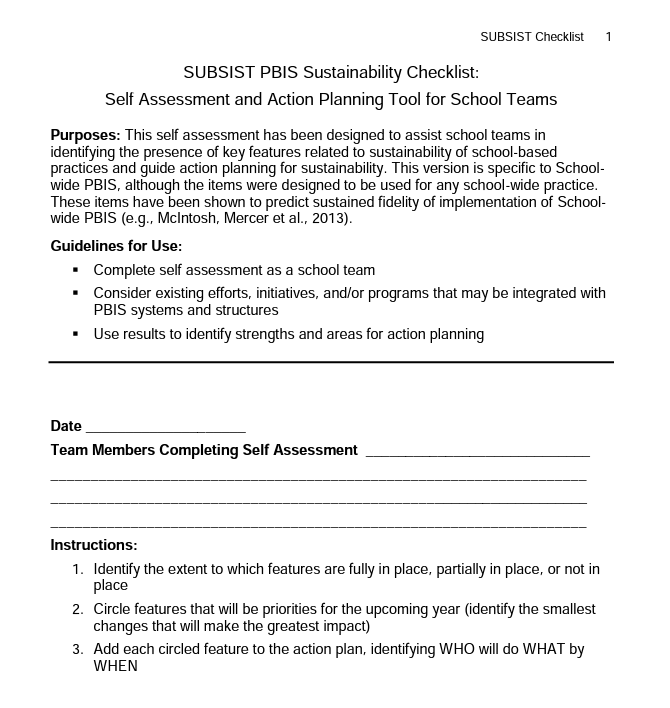 SUBSIST Checklist 1
SUBSIST PBIS Sustainability Checklist:
Self Assessment and Action Planning Tool for School Teams
Purposes: This self assessment has been designed to assist school teams in
identifying the presence of key features related to sustainability of school-based
practices and guide action planning for sustainability. This version is specific to School-
wide PBIS, although the items were designed to be used for any school-wide practice.
These items have been shown to predict sustained fidelity of implementation of School-
wide PBIS (e.g., McIntosh, Mercer et al., 2013).
Guidelines for Use:
▪ Complete self assessment as a school team
▪ Consider existing efforts, initiatives, and/or programs that may be integrated with
PBIS systems and structures
▪ Use results to identify strengths and areas for action planning
Date ____________________
Team Members Completing Self Assessment ____________________________
___________________________________________________________________
___________________________________________________________________
___________________________________________________________________
Instructions:
1. Identify the extent to which features are fully in place, partially in place, or not in
place
2. Circle features that will be priorities for the upcoming year (identify the smallest
changes that will make the greatest impact)
3. Add each circled feature to the action plan, identifying WHO will do WHAT by
WHEN